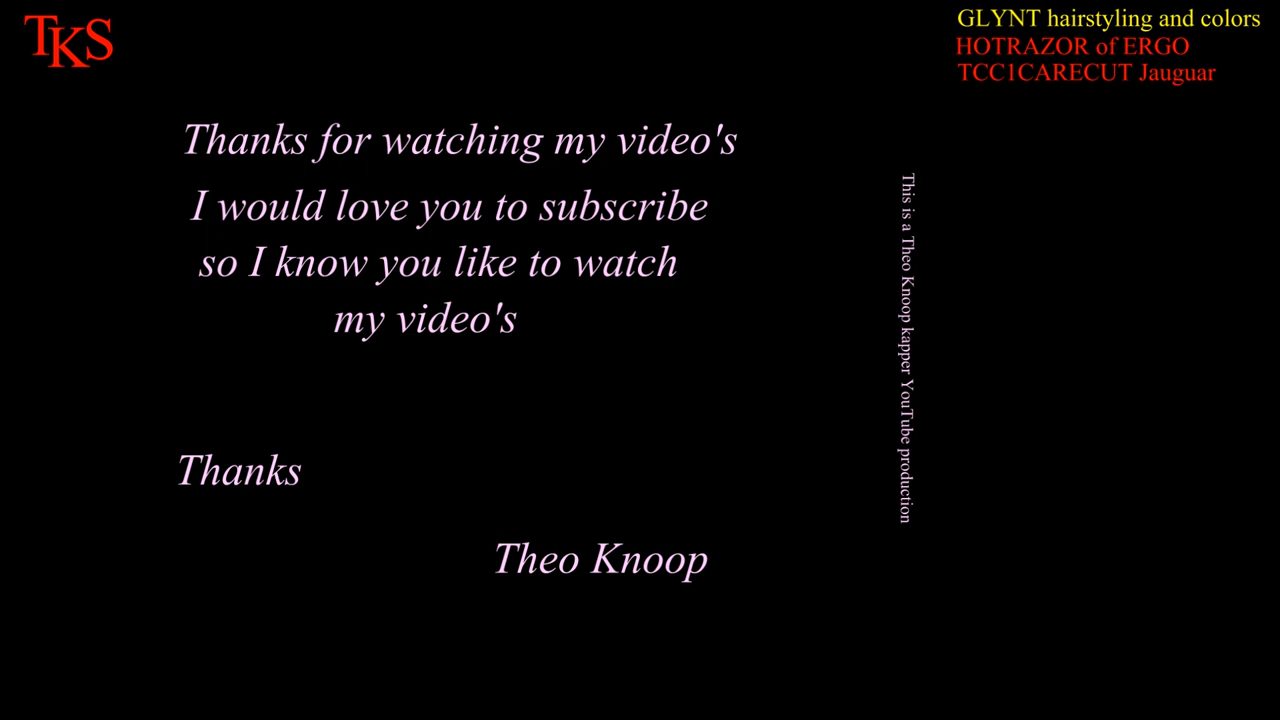 TKS
GLYNT hairstyling and colors
HOTRAZOR of ERGO
TCC1CARECUT Jauguar
Thanks for watching my video's
I would love you to subscribe
so I know you like to watch
my video's
Thanks
Theo Knoop
This is a Theo Knoop kapper YouTube production